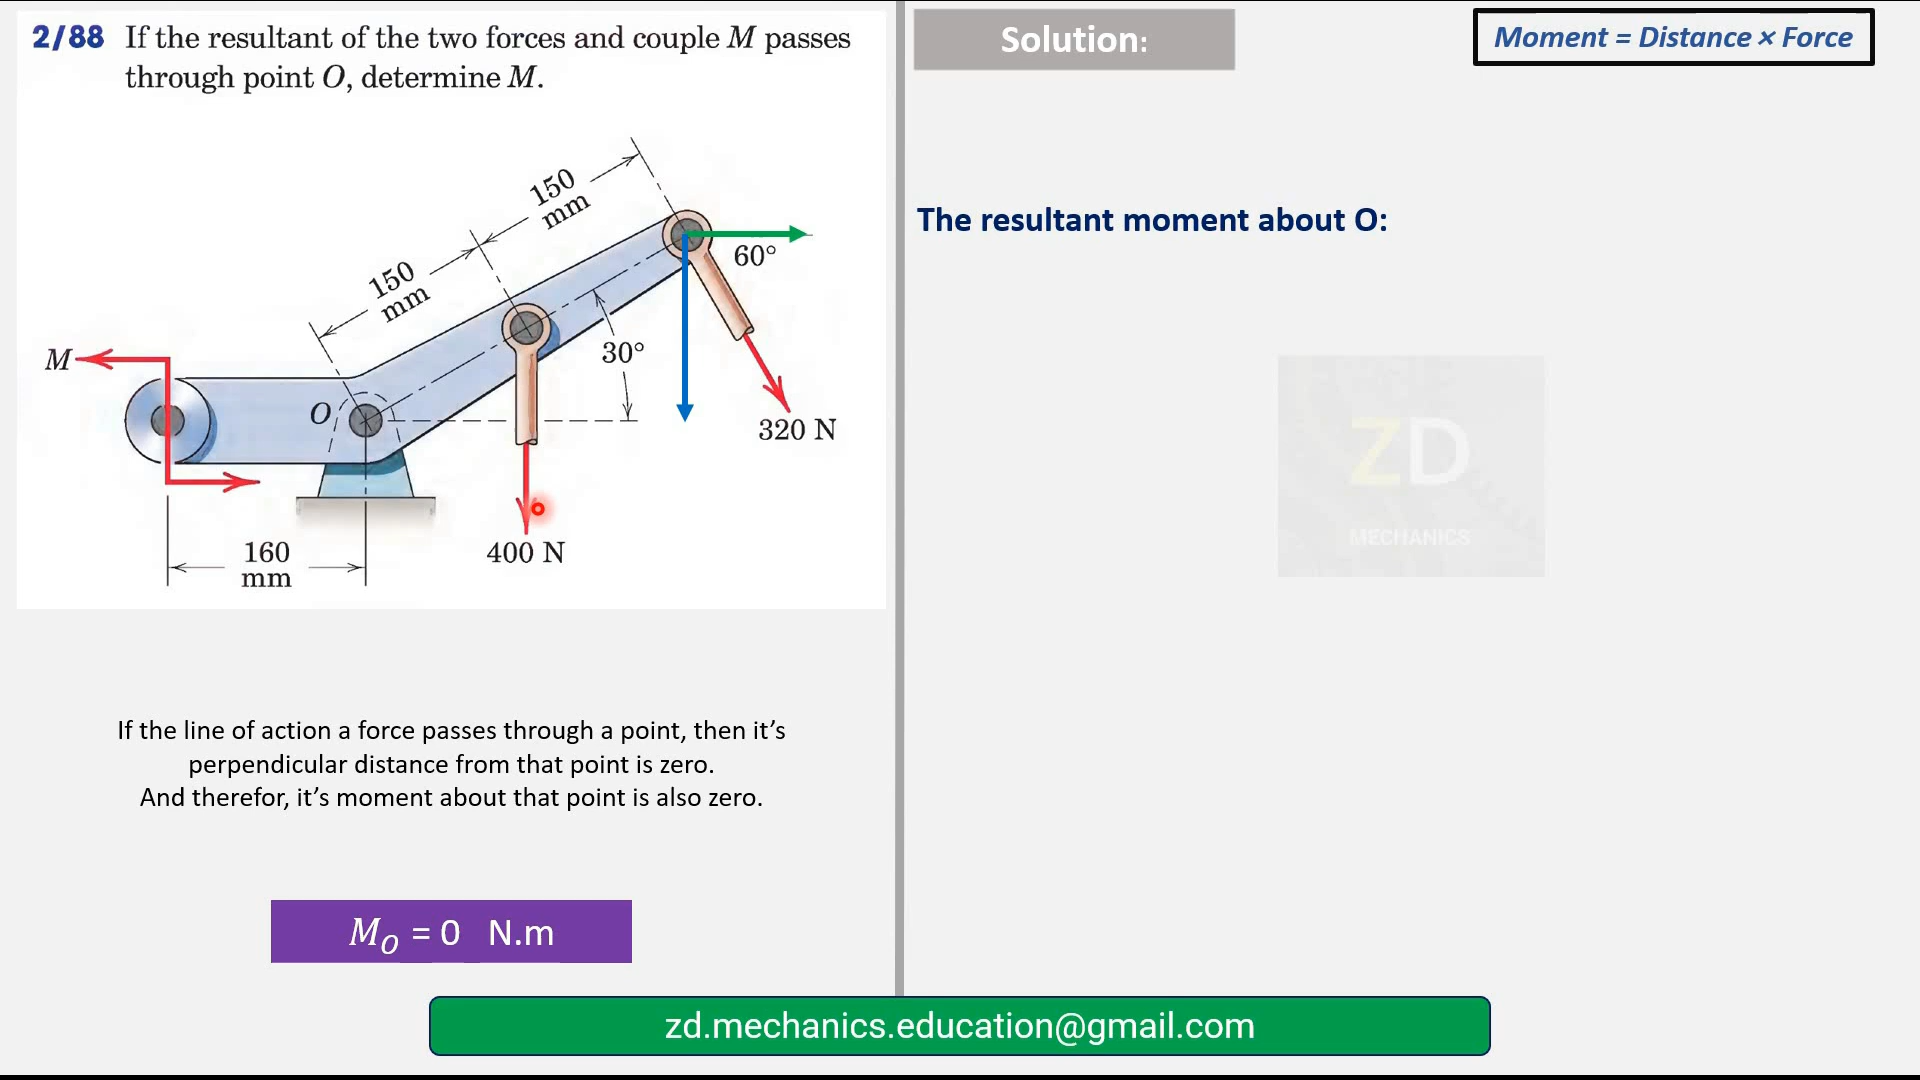 2/88 If the resultant of the two forces and couple M passes
through point O, determine M.
150
mm
150
mm
60°
30°
M
O
320 N
400 N
160
mm
If the line of action a force passes through a point, then it’s
perpendicular distance from that point is zero.
And therefor, it’s moment about that point is also zero.
M_O = 0 N.m
Solution:
Moment = Distance × Force
The resultant moment about O:
ZD
MECHANICS
zd.mechanics.education@gmail.com